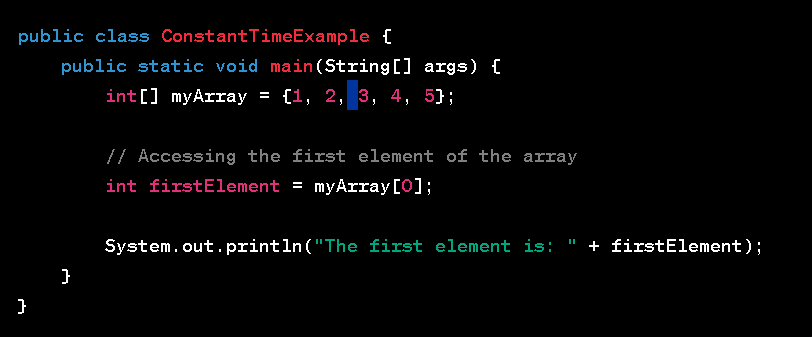 public class ConstantTimeExample {
    public static void main(String[] args) {
        int[] myArray = {1, 2, 3, 4, 5};

        // Accessing the first element of the array
        int firstElement = myArray[0];

        System.out.println("The first element is: " + firstElement);
    }
}